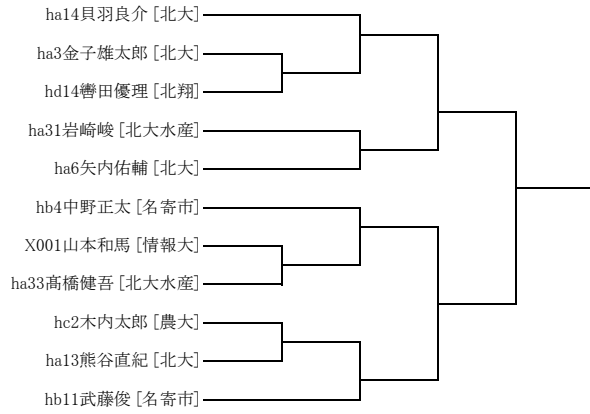 ha14貝羽良介 [北大]
ha3金子雄太郎 [北大]
hd14轡田優理 [北翔]
ha31岩崎峻 [北大水産]
ha6矢内佑輔 [北大]
hb4中野正太 [名寄市]
X001山本和馬 [情報大]
ha33髙橋健吾 [北大水産]
hc2木内太郎 [農大]
ha13熊谷直紀 [北大]
hb11武藤俊 [名寄市]